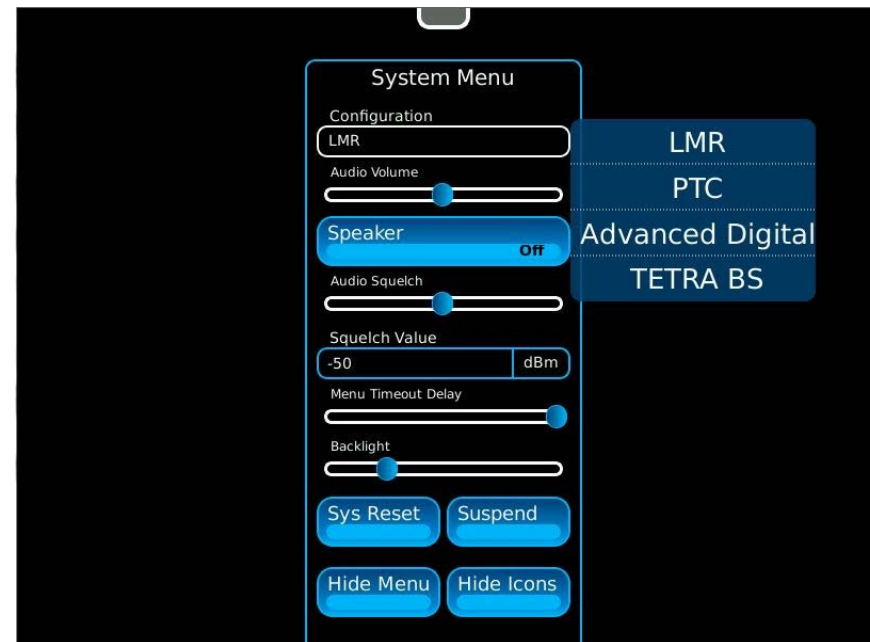 System Menu
Configuration
LMR
Audio Volume
Speaker
Off
Audio Squelch
Squelch Value
-50 dBm
Menu Timeout Delay
Backlight
Sys Reset Suspend
Hide Menu Hide Icons
LMR
PTC
Advanced Digital
TETRA BS